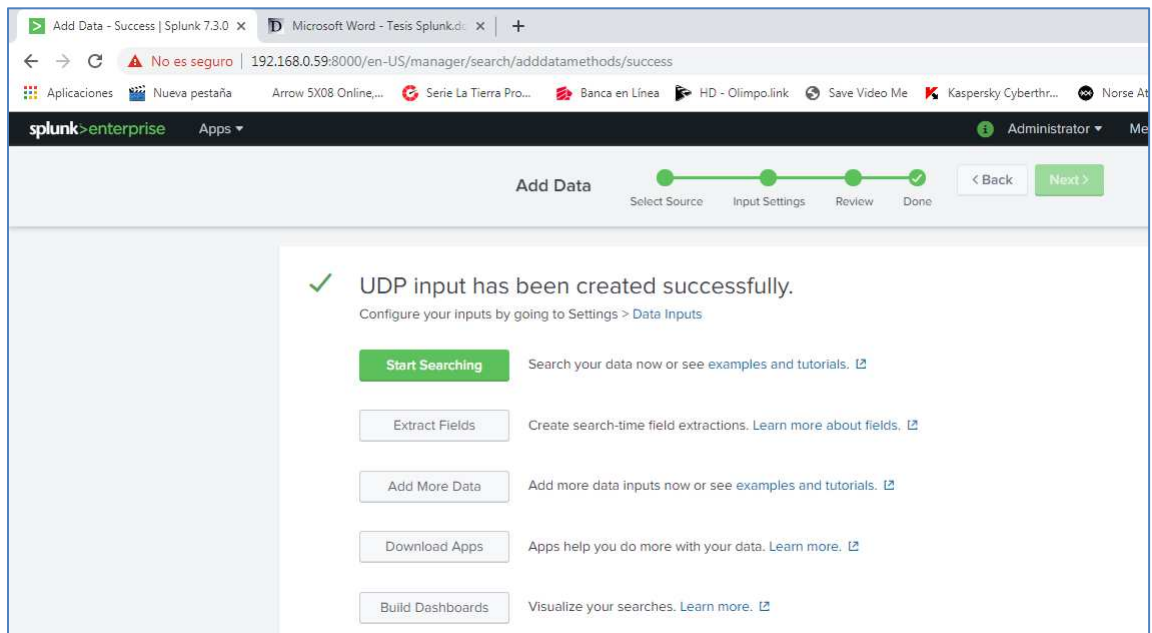 Add Data - Success | Splunk 7.3.0
Microsoft Word - Tesis Splunk.dc
No es seguro | 192.168.0.59:8000/en-US/manager/search/adddatamethods/success
Aplicaciones Nueva pestaña Arrow 5X08 Online,... Serie La Tierra Pro... Banca en Línea HD - Olimpo.link Save Video Me Kaspersky Cyberthr... Norse At
splunk>enterprise Apps Administrator Me
Add Data < Back Next >
Select Source Input Settings Review Done
UDP input has been created successfully.
Configure your inputs by going to Settings > Data Inputs
Start Searching Search your data now or see examples and tutorials.
Extract Fields Create search-time field extractions. Learn more about fields.
Add More Data Add more data inputs now or see examples and tutorials.
Download Apps Apps help you do more with your data. Learn more.
Build Dashboards Visualize your searches. Learn more.